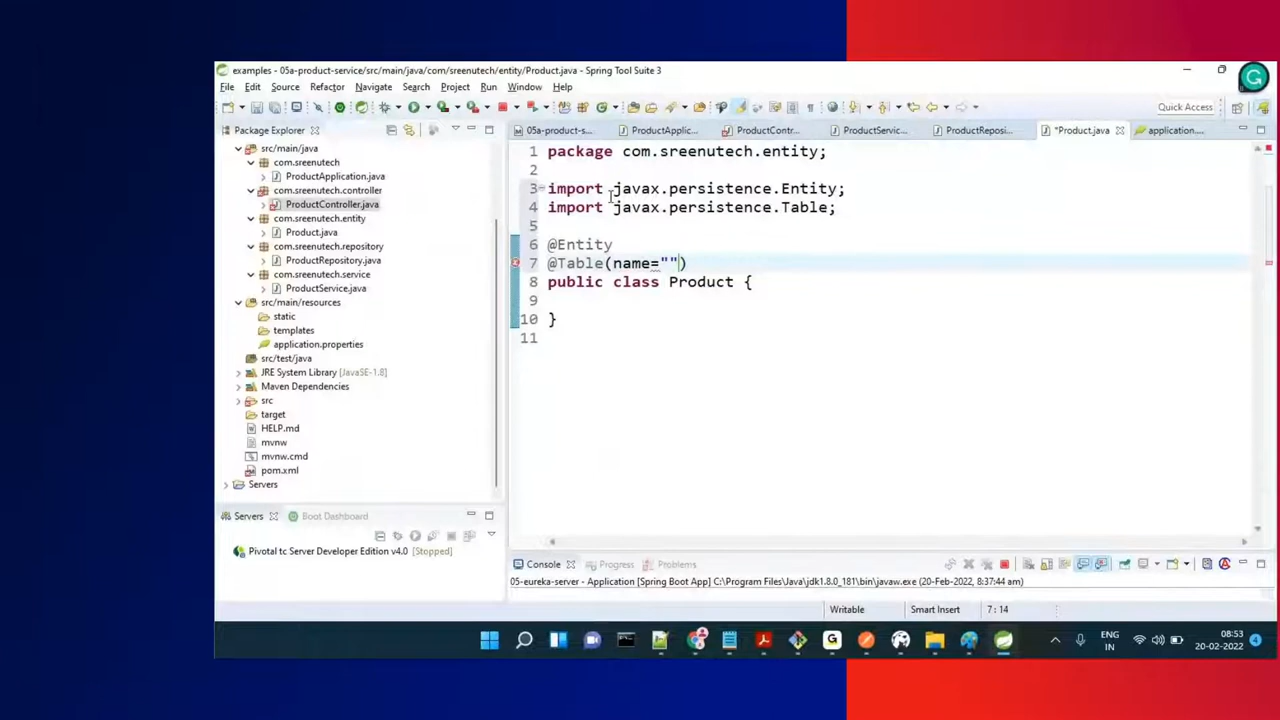 examples - 05a-product-service/src/main/java/com/sreenutech/entity/Product.java - Spring Tool Suite 3
File Edit Source Refactor Navigate Search Project Run Window Help
Quick Access
Package Explorer
05a-product-s...
ProductApplic...
ProductContr...
ProductServic...
ProductReposi...
*Product.java
application....
src/main/java
com.sreenutech
ProductApplication.java
com.sreenutech.controller
ProductController.java
com.sreenutech.entity
Product.java
com.sreenutech.repository
ProductRepository.java
com.sreenutech.service
ProductService.java
src/main/resources
static
templates
application.properties
src/test/java
JRE System Library [JavaSE-1.8]
Maven Dependencies
src
target
HELP.md
mvnw
mvnw.cmd
pom.xml
Servers
1 package com.sreenutech.entity;
2
3 import javax.persistence.Entity;
4 import javax.persistence.Table;
5
6 @Entity
7 @Table(name="")
8 public class Product {
9
10 }
11
Servers Boot Dashboard
Pivotal tc Server Developer Edition v4.0 [Stopped]
Console Progress Problems
05-eureka-server - Application [Spring Boot App] C:\Program Files\Java\jdk1.8.0_181\bin\javaw.exe (20-Feb-2022, 8:37:44 am)
Writable Smart Insert 7 : 14
ENG
IN
08:53
20-02-2022
4